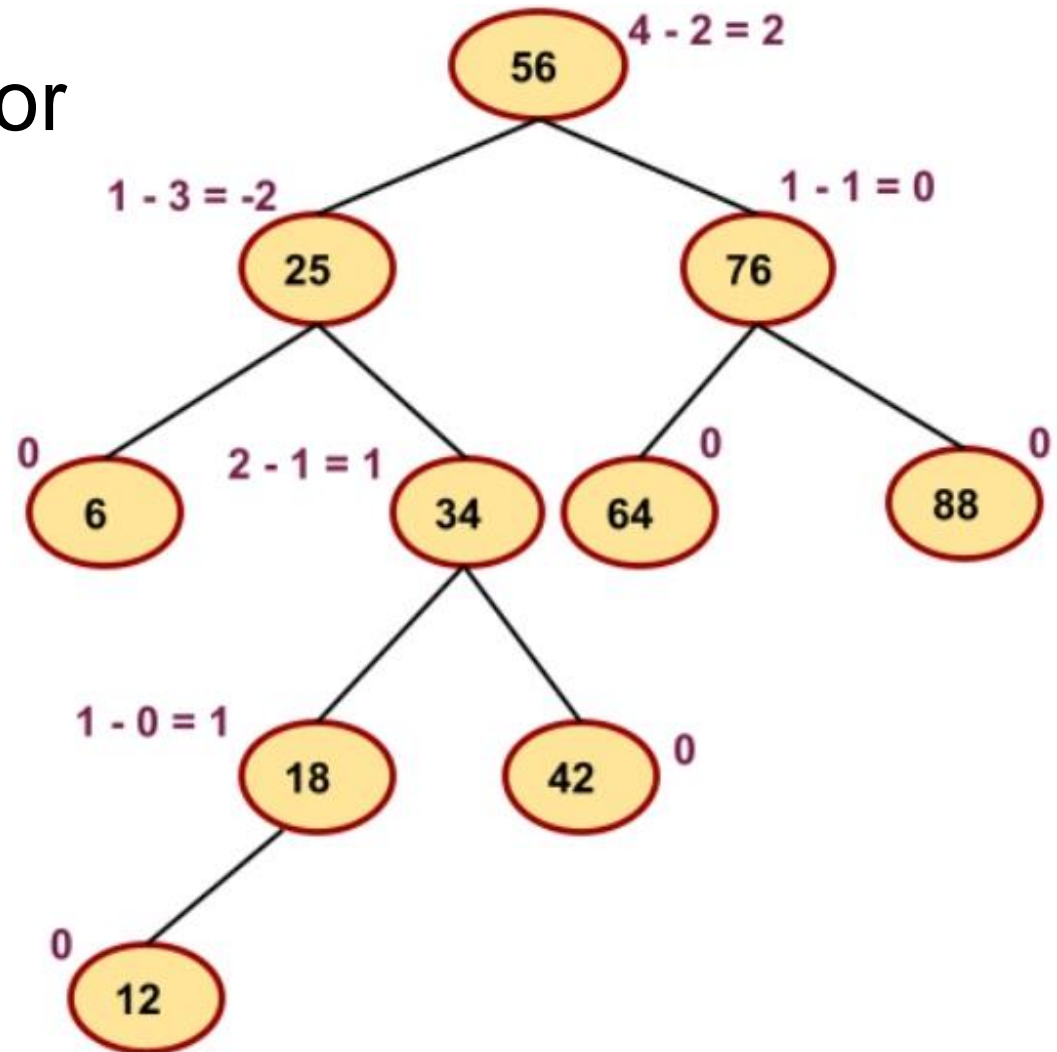 4 - 2 = 2
56
or
1 - 3 = -2
1 - 1 = 0
25
76
0
2 - 1 = 1
0
0
6
34
64
88
1 - 0 = 1
0
18
42
0
12